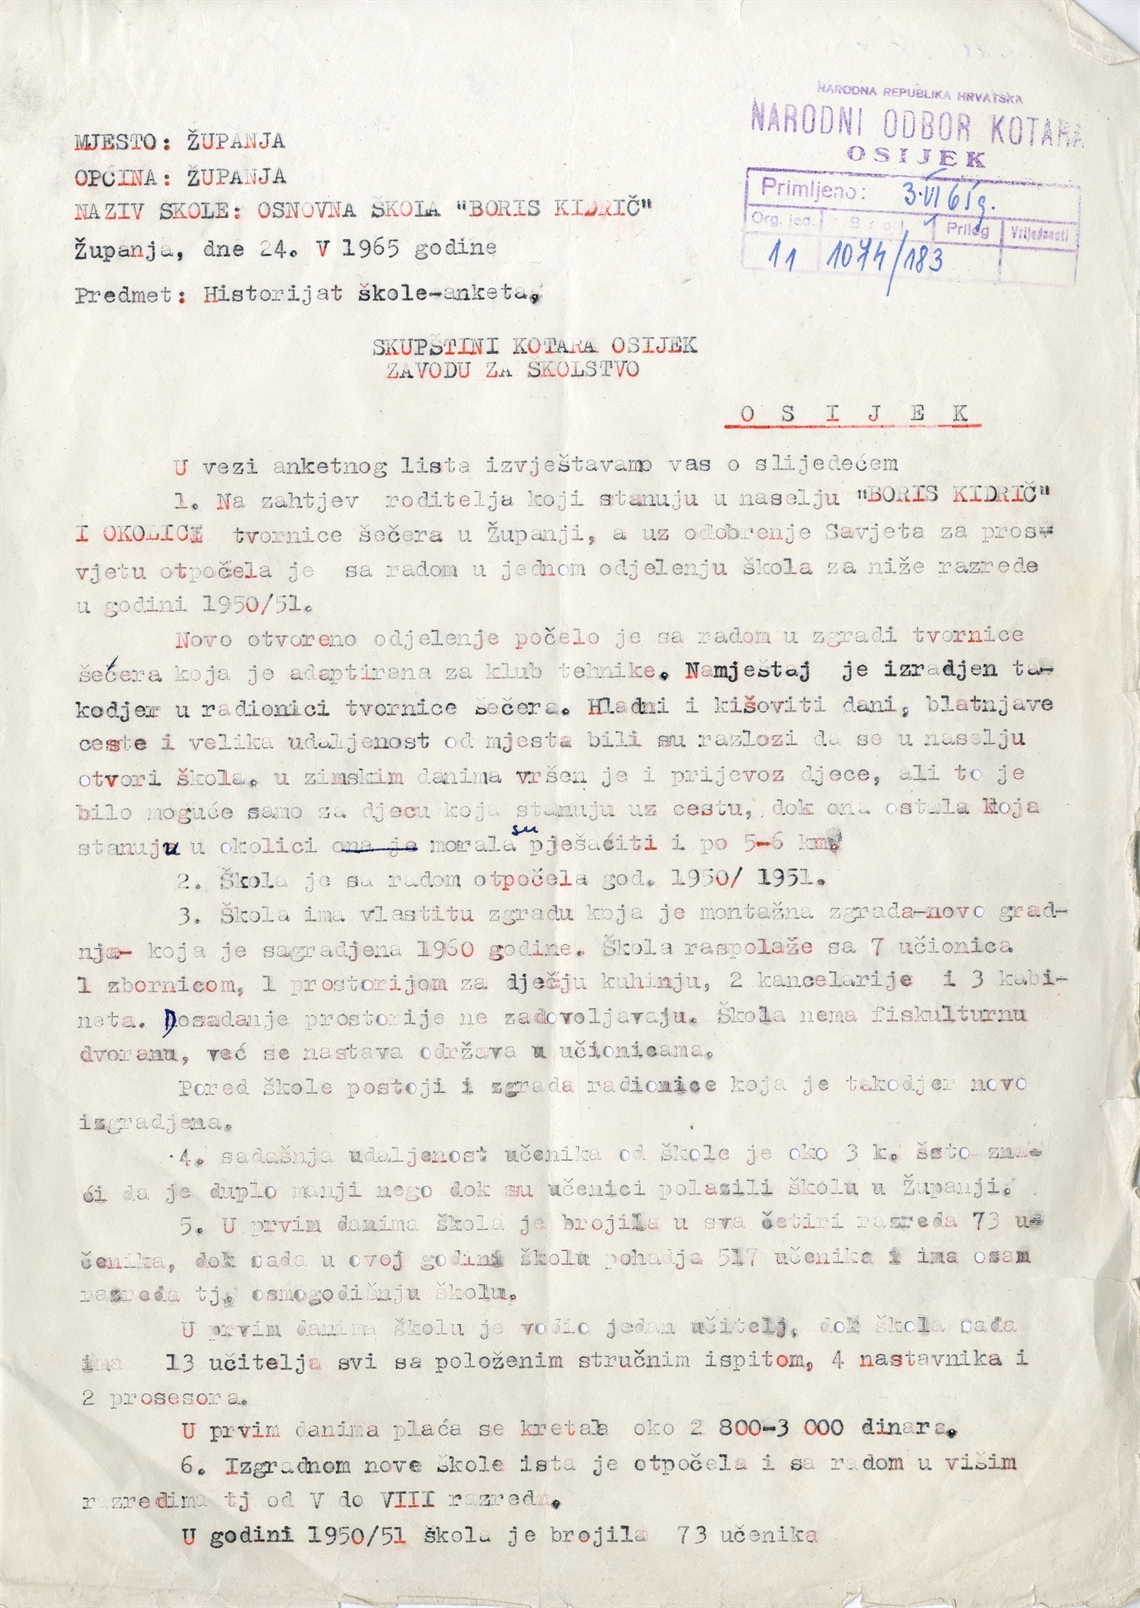 NARODNA REPUBLIKA HRVATSKA
NARODNI ODBOR KOTARA
OSIJEK
Primljeno: 3.VI 65g.
Org. jed. Broj Prilog Vrijednosti
11 1074/183
MJESTO: ŽUPANJA
OPĆINA: ŽUPANJA
NAZIV ŠKOLE: OSNOVNA ŠKOLA "BORIS KIDRIČ"
Županja, dne 24. V 1965 godine
Predmet: Historijat škole-anketa,
SKUPŠTINI KOTARA OSIJEK
ZAVODU ZA ŠKOLSTVO
O S I J E K
U vezi anketnog lista izvještavamo vas o slijedećem
1. Na zahtjev roditelja koji stanuju u naselju "BORIS KIDRIČ"
I OKOLICI tvornice šećera u Županji, a uz odobrenje Savjeta za pros-
vjetu otpočela je sa radom u jednom odjelenju škola za niže razrede
u godini 1950/51.
Novo otvoreno odjelenje počelo je sa radom u zgradi tvornice
šećera koja je adaptirana za klub tehnike. Namještaj je izradjen ta-
kodjer u radionici tvornice šećera. Hladni i kišoviti dani, blatnjave
ceste i velika udaljenost od mjesta bili su razlozi da se u naselju
otvori škola. u zimskim danima vršen je i prijevoz djece, ali to je
bilo moguće samo za djecu koja stanuju uz cestu, dok ona ostala koja
stanuju u okolici ona je morala su pješačiti i po 5-6 km.
2. Škola je sa radom otpočela god. 1950/ 1951.
3. Škola ima vlastitu zgradu koja je montažna zgrada-novo grad-
nja- koja je sagradjena 1960 godine. Škola raspolaže sa 7 učionica
1 zbornicom, 1 prostorijom za dječju kuhinju, 2 kancelarije i 3 kabi-
neta. Dosadanje prostorije ne zadovoljavaju. Škola nema fiskulturnu
dvoranu, već se nastava održava u učionicama.
Pored škole postoji i zgrada radionice koja je takodjer novo
izgradjena.
4. sadašnja udaljenost učenika od škole je oko 3 k. šsto zna-
ći da je duplo manji nego dok su učenici polazili školu u Županji.
5. U prvim danima škola je brojila u sva četiri razreda 73 u-
čenika, dok sada u ovoj godini školu pohadja 517 učenika i ima osam
razreda tj. osmogodišnju školu.
U prvim danima školu je vodio jedan učitelj, dok škola sada
ima 13 učitelja svi sa položenim stručnim ispitom, 4 nastavnika i
2 prosesora.
U prvim danima plaća se kretala oko 2 800-3 000 dinara.
6. Izgradnom nove škole ista je otpočela i sa radom u višim
razredima tj od V do VIII razreda.
U godini 1950/51 škola je brojila 73 učenika